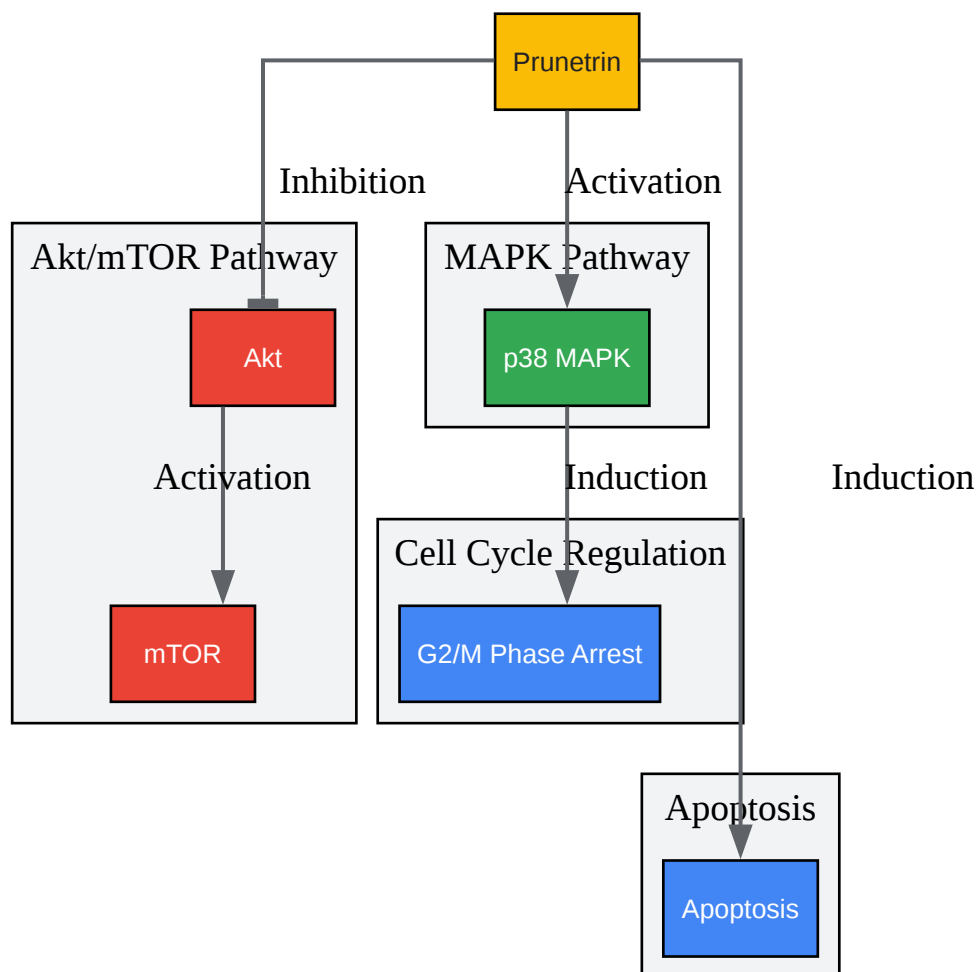 Prunetrin
Inhibition
Activation
Akt/mTOR Pathway
MAPK Pathway
Akt
p38 MAPK
Activation
Induction
Induction
Cell Cycle Regulation
mTOR
G2/M Phase Arrest
Apoptosis
Apoptosis